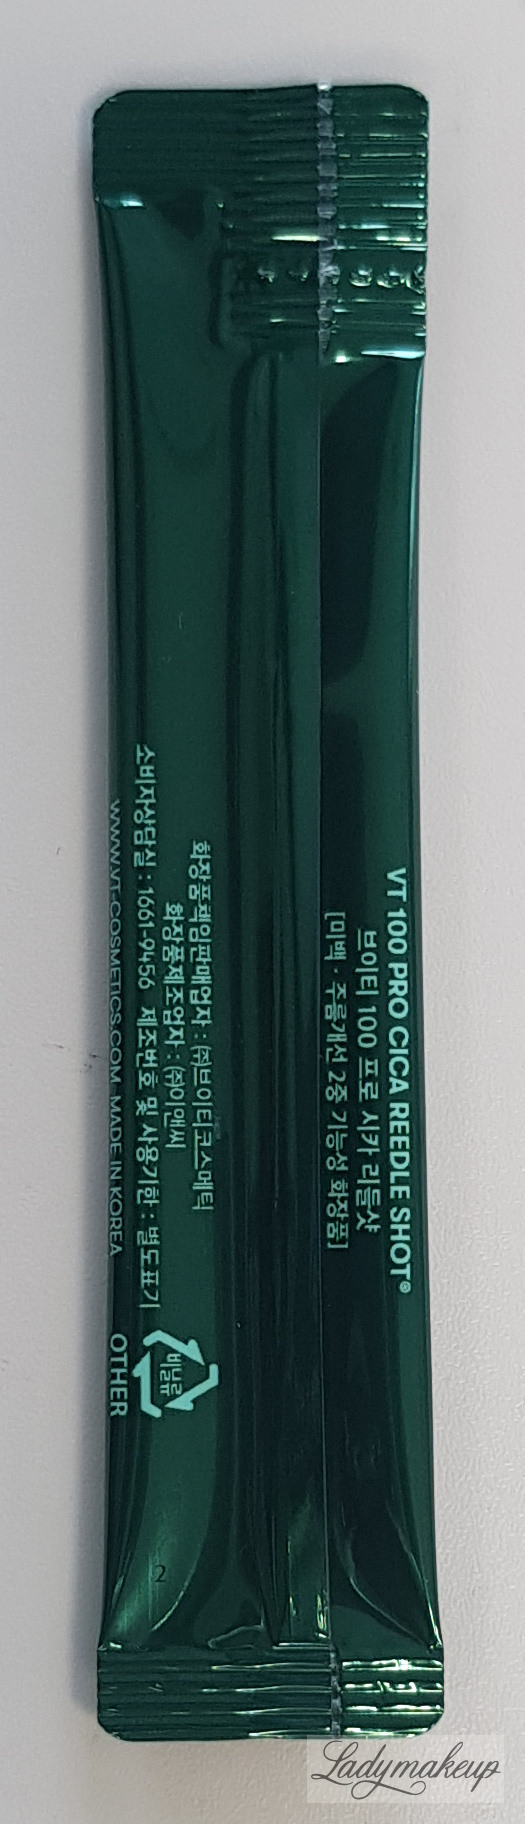 VT 100 PRO CICA REEDLE SHOT®
브이티 100 프로 시카 리들샷
[미백 · 주름개선 2중 기능성 화장품]
화장품책임판매업자 : ㈜브이티코스메틱
화장품제조업자 : ㈜이앤씨
소비자상담실 : 1661-9456 제조번호 및 사용기한 : 별도표기
WWW.VT-COSMETICS.COM MADE IN KOREA
비닐류
OTHER
2
Ladymakeup